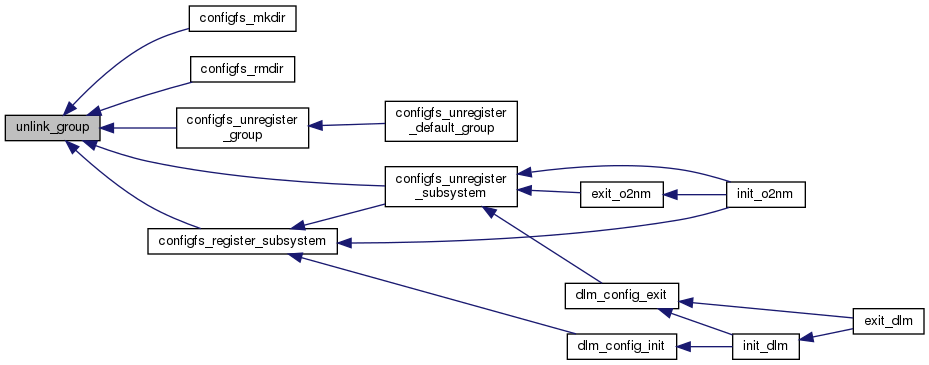 configfs_mkdir
configfs_rmdir
unlink_group
configfs_unregister
_group
configfs_unregister
_default_group
configfs_unregister
_subsystem
exit_o2nm
init_o2nm
configfs_register_subsystem
dlm_config_exit
exit_dlm
dlm_config_init
init_dlm